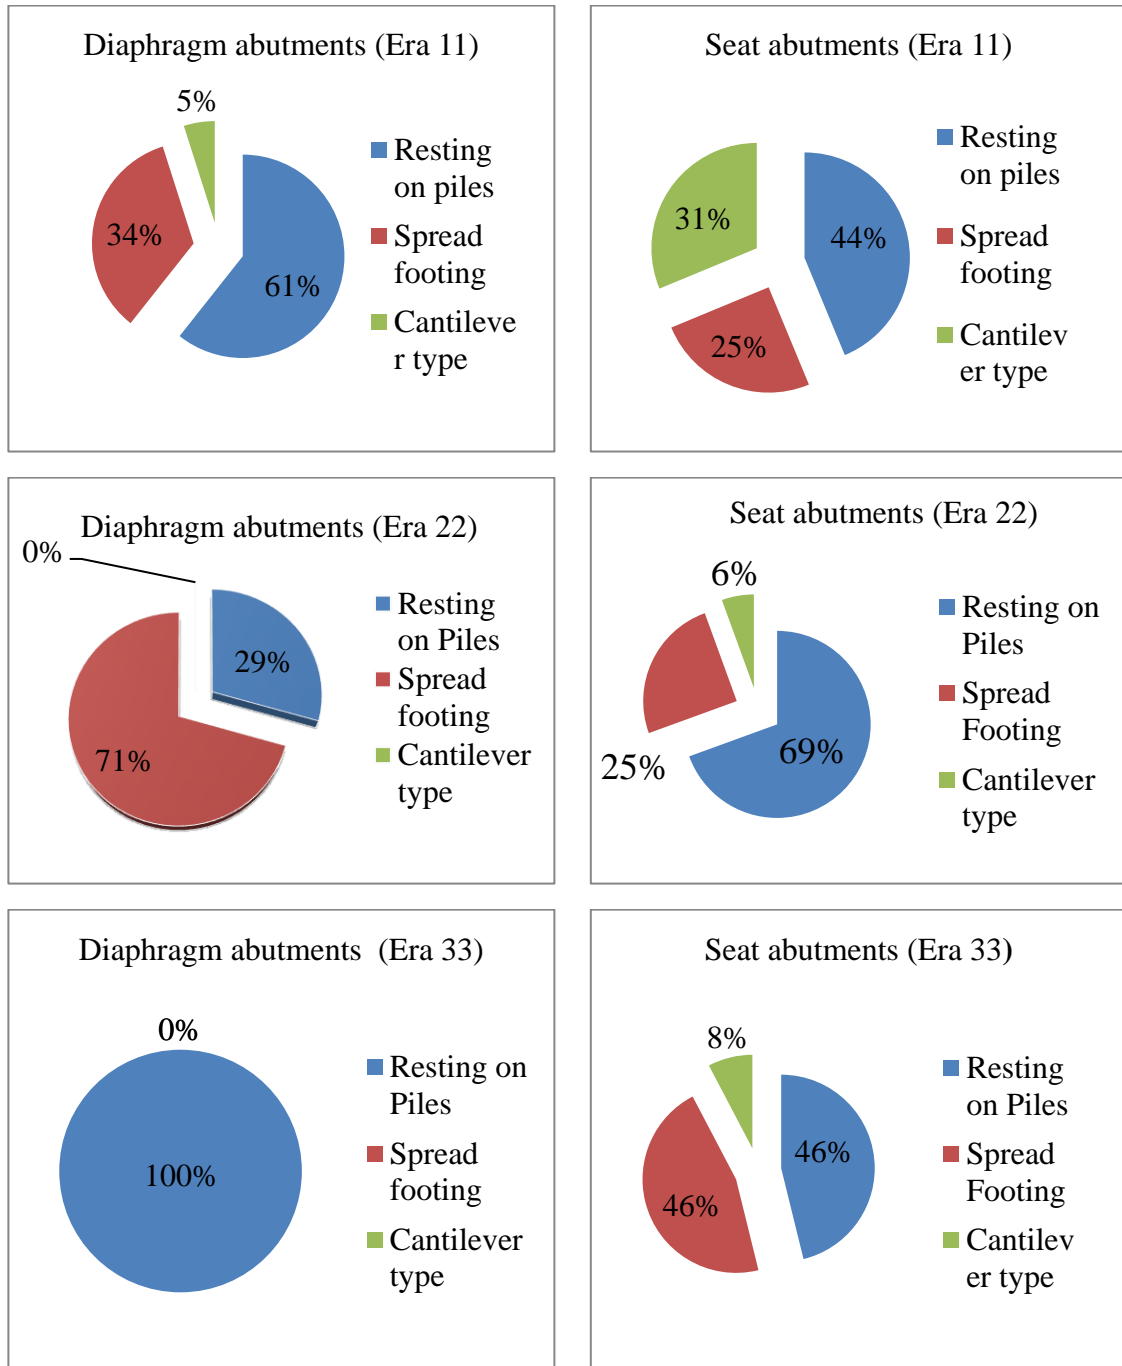 Diaphragm abutments (Era 11)
5%
34%
61%
Resting
on piles
Spread
footing
Cantileve
r type
Seat abutments (Era 11)
31%
44%
25%
Resting
on piles
Spread
footing
Cantilev
er type
Diaphragm abutments (Era 22)
0%
29%
71%
Resting
on Piles
Spread
footing
Cantilever
type
Seat abutments (Era 22)
6%
25%
69%
Resting on
Piles
Spread
Footing
Cantilever
type
Diaphragm abutments (Era 33)
0%
100%
Resting on
Piles
Spread
footing
Cantilever
type
Seat abutments (Era 33)
8%
46%
46%
Resting
on Piles
Spread
Footing
Cantilev
er type